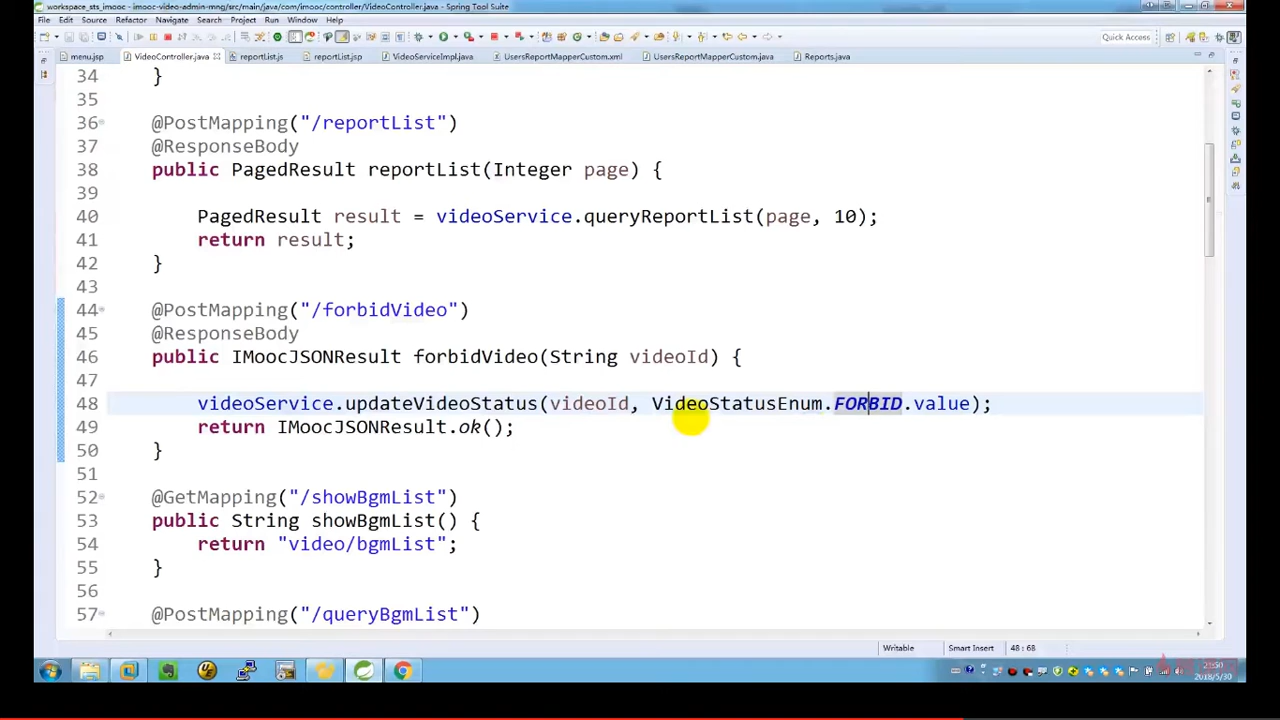 workspace_sts_imooc - imooc-video-admin-mng/src/main/java/com/imooc/controller/VideoController.java - Spring Tool Suite
File Edit Source Refactor Navigate Search Project Run Window Help
Quick Access
menu.jsp VideoController.java reportList.js reportList.jsp VideoServiceImpl.java UsersReportMapperCustom.xml UsersReportMapperCustom.java Reports.java
34 }
35
36 @PostMapping("/reportList")
37 @ResponseBody
38 public PagedResult reportList(Integer page) {
39
40 PagedResult result = videoService.queryReportList(page, 10);
41 return result;
42 }
43
44 @PostMapping("/forbidVideo")
45 @ResponseBody
46 public IMoocJSONResult forbidVideo(String videoId) {
47
48 videoService.updateVideoStatus(videoId, VideoStatusEnum.FORBID.value);
49 return IMoocJSONResult.ok();
50 }
51
52 @GetMapping("/showBgmList")
53 public String showBgmList() {
54 return "video/bgmList";
55 }
56
57 @PostMapping("/queryBgmList")
Writable Smart Insert 48 : 68
2018/5/30